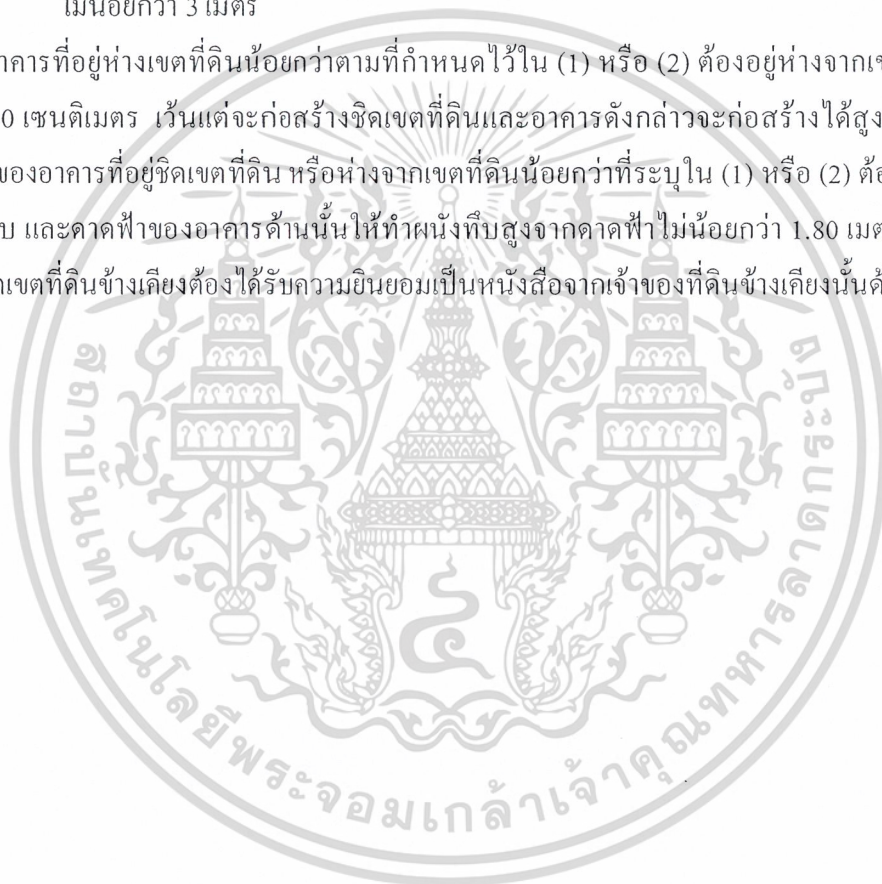 ไม่น้อยกว่า 3 เมตร
าคารที่อยู่ห่างเขตที่ดินน้อยกว่าตามที่กำหนดไว้ใน (1) หรือ (2) ต้องอยู่ห่างจากเข
0 เซนติเมตร เว้นแต่จะก่อสร้างชิดเขตที่ดินและอาคารดังกล่าวจะก่อสร้างได้สูง
ของอาคารที่อยู่ชิดเขตที่ดิน หรือห่างจากเขตที่ดินน้อยกว่าที่ระบุใน (1) หรือ (2) ต้อ
บ และดาดฟ้าของอาคารด้านนั้นให้ทำผนังทึบสูงจากดาดฟ้าไม่น้อยกว่า 1.80 เมต
เขตที่ดินข้างเคียงต้องได้รับความยินยอมเป็นหนังสือจากเจ้าของที่ดินข้างเคียงนั้นด้
สถาบันเทคโนโลยีพระจอมเกล้าเจ้าคุณทหารลาดกระบัง